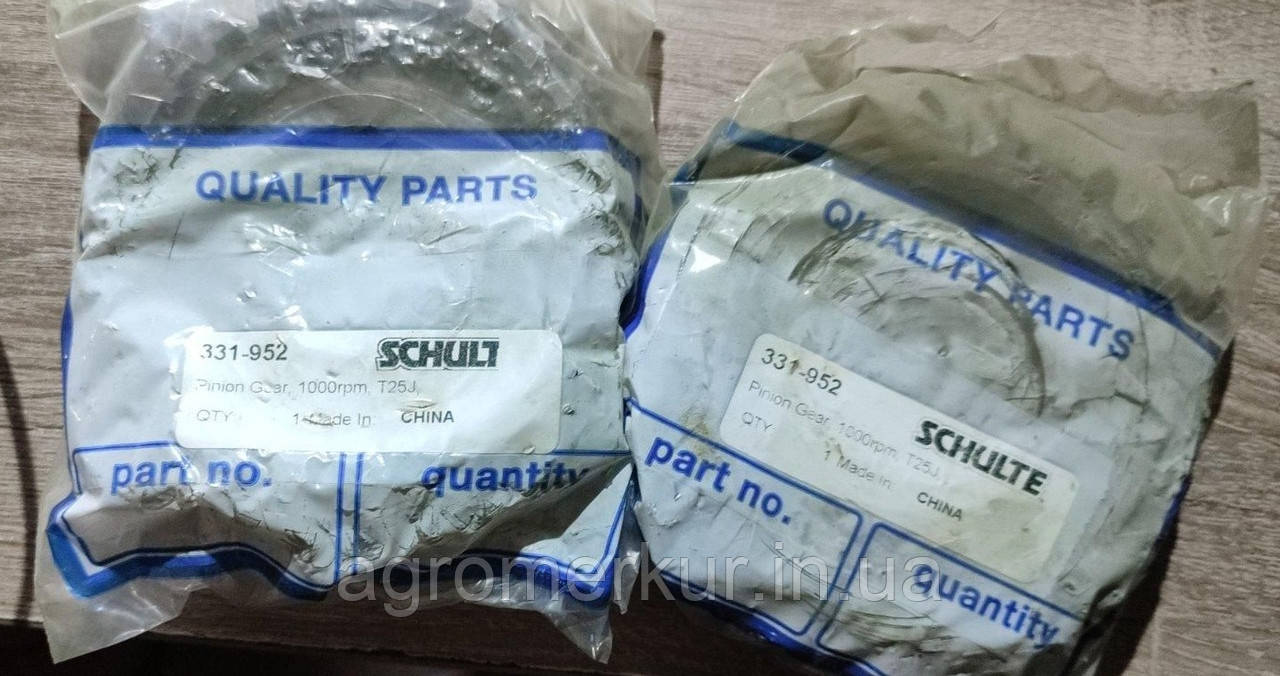 QUALITY PARTS
331-952 SCHULT
Pinion Gear, 1000rpm, T25J,
QTY 1 Made In: CHINA
part no. quantity
QUALITY PARTS
331-952
SCHULTE
Pinion Gear, 1000rpm, T25J,
QTY 1 Made In: CHINA
part no. quantity
agromerkur.in.ua